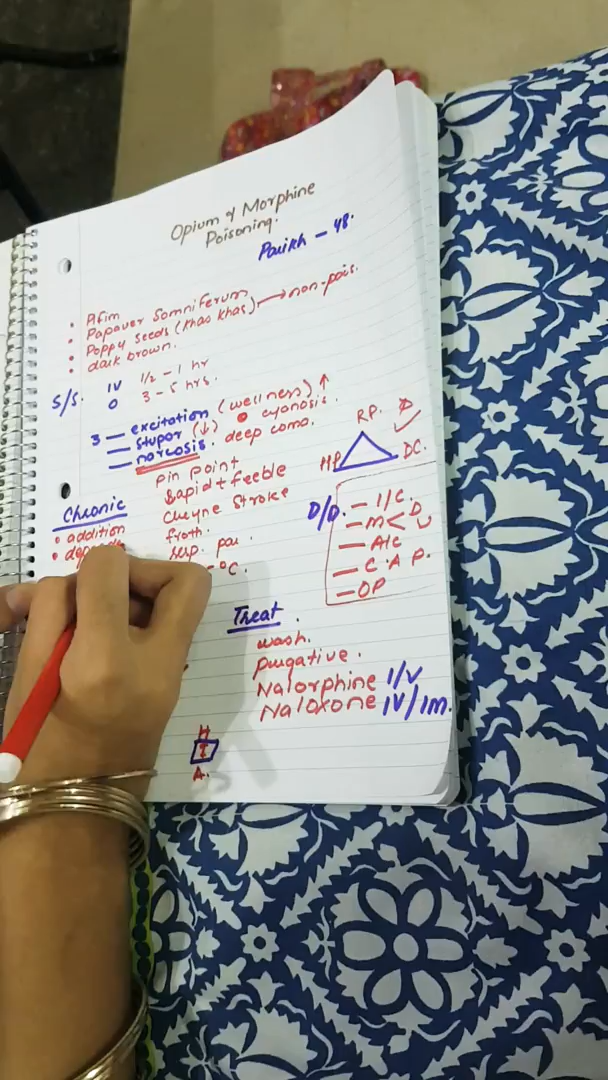 Opium & Morphine
Poisoning.
Parikh - 48.
• Afim
• Papaver Somniferum
• Poppy Seeds (Khas Khas) → non-pois.
• dark brown.
S/S. IV 1/2 - 1 hr
O 3 - 5 hrs.
3 — excitation (wellness) ↑
— stupor (↓) • cyanosis.
— narcosis. deep coma.
R.P.
HP
DC.
pin point
Rapid + feeble
Cheyne Stroke
froth.
resp. par.
°C.
Chronic
• addition
D/D. — I/C.
— M < D
— A/C
— C.A P.
— OP
Treat.
wash.
purgative.
Nalorphine I/V
Naloxone IV/IM.
H
I
A.